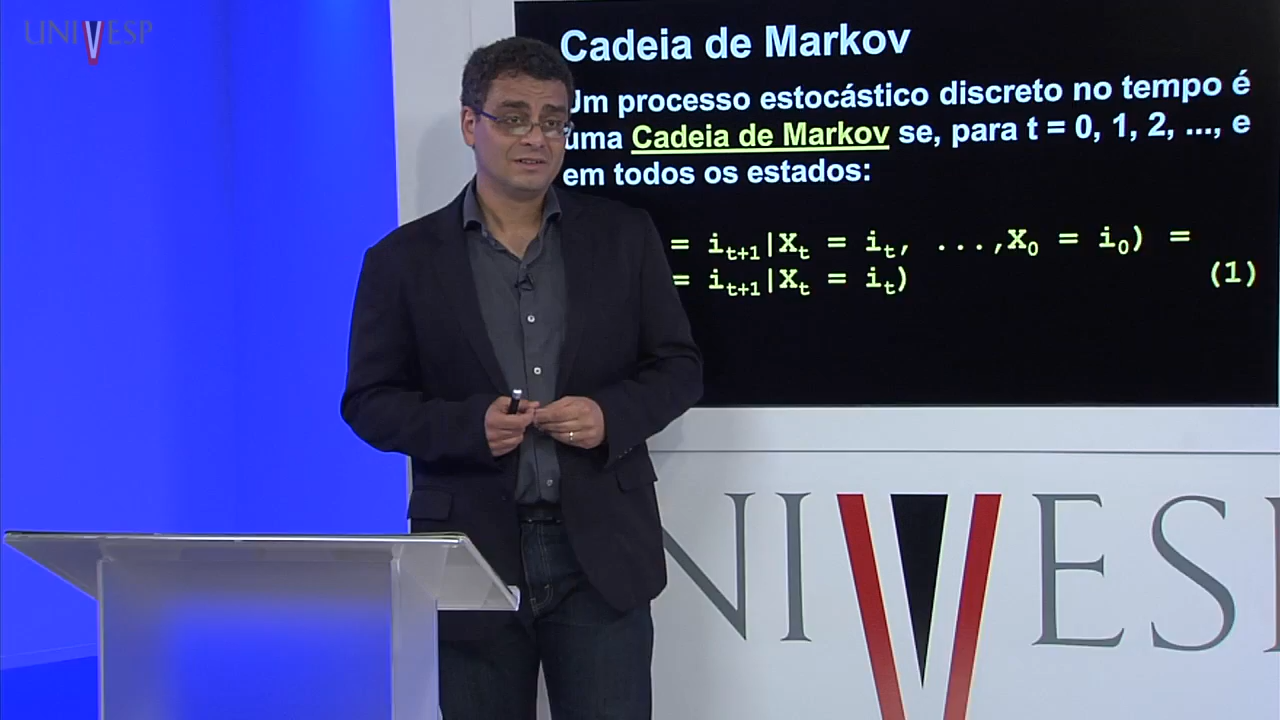 UNIVESP
Cadeia de Markov
Um processo estocástico discreto no tempo é
uma Cadeia de Markov se, para t = 0, 1, 2, ..., e
em todos os estados:
= i_{t+1}|X_t = i_t, ...,X_0 = i_0) =
= i_{t+1}|X_t = i_t) (1)
NIVESP